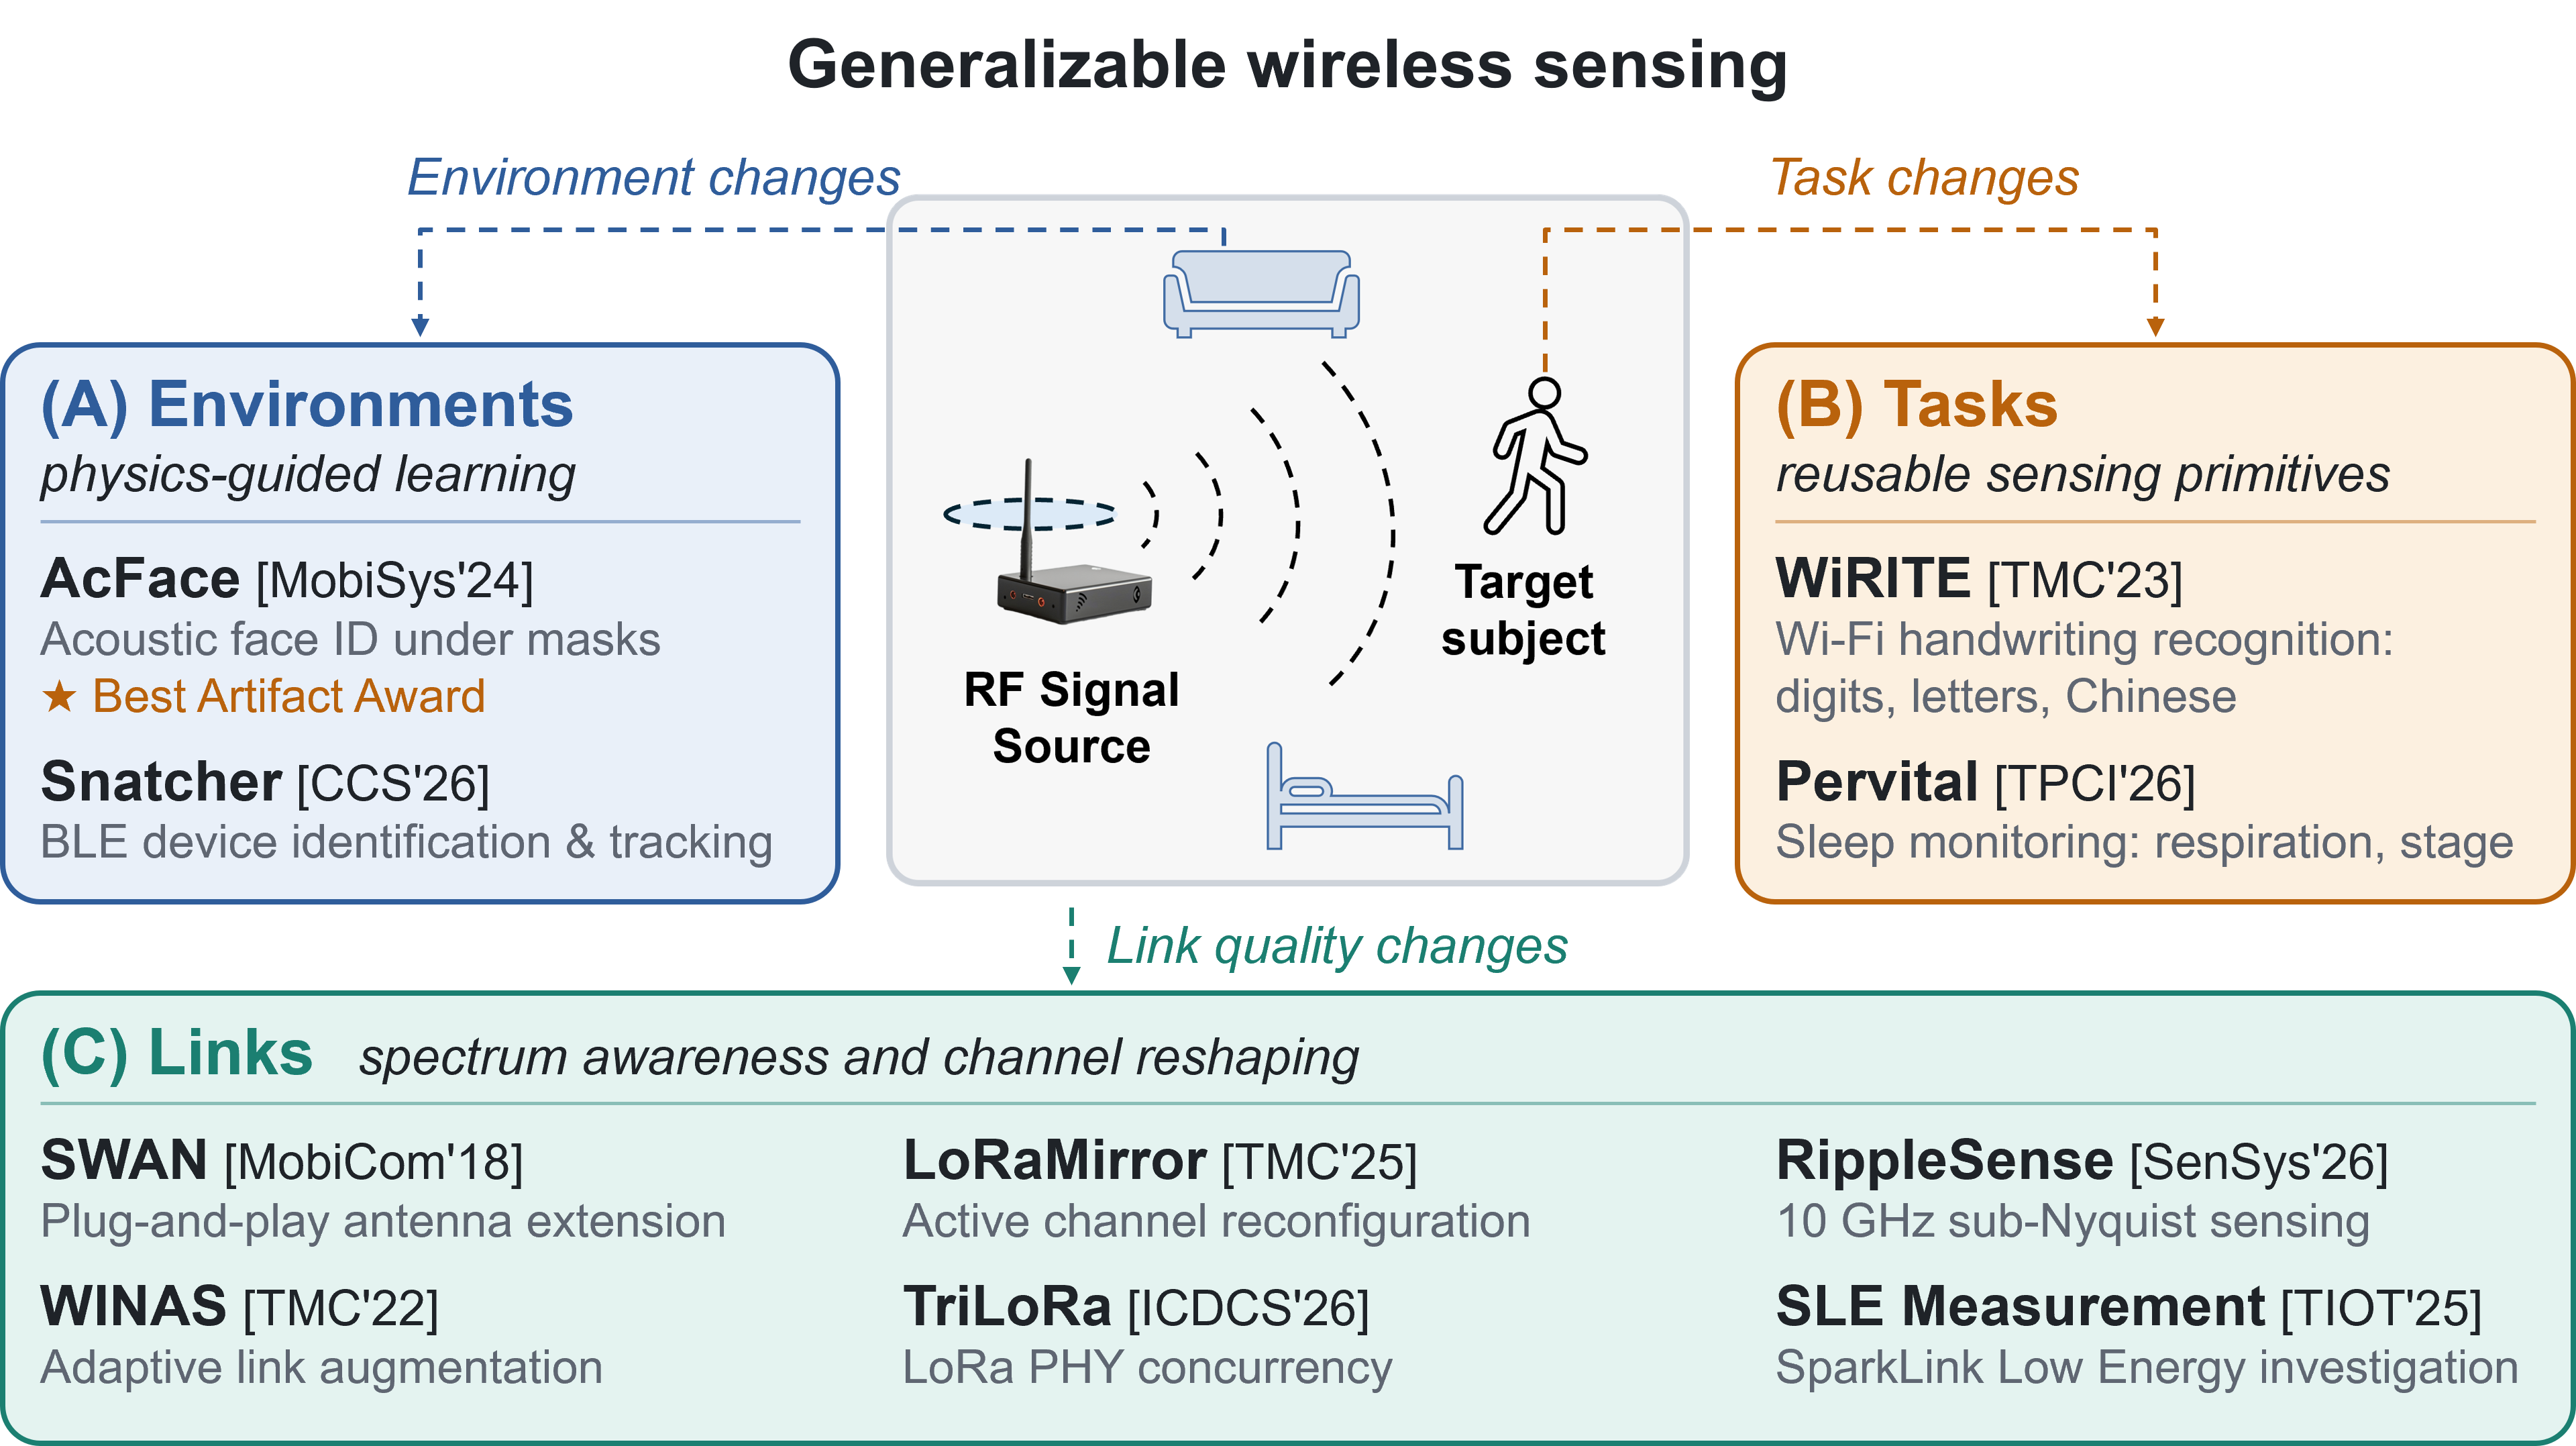 Generalizable wireless sensing
Environment changes
Task changes
(A) Environments
physics-guided learning
AcFace [MobiSys'24]
Acoustic face ID under masks
★ Best Artifact Award
Snatcher [CCS'26]
BLE device identification & tracking
RF Signal
Source
Target
subject
(B) Tasks
reusable sensing primitives
WiRITE [TMC'23]
Wi-Fi handwriting recognition:
digits, letters, Chinese
Pervital [TPCI'26]
Sleep monitoring: respiration, stage
Link quality changes
(C) Links spectrum awareness and channel reshaping
SWAN [MobiCom'18]
Plug-and-play antenna extension
WINAS [TMC'22]
Adaptive link augmentation
LoRaMirror [TMC'25]
Active channel reconfiguration
TriLoRa [ICDCS'26]
LoRa PHY concurrency
RippleSense [SenSys'26]
10 GHz sub-Nyquist sensing
SLE Measurement [TIOT'25]
SparkLink Low Energy investigation